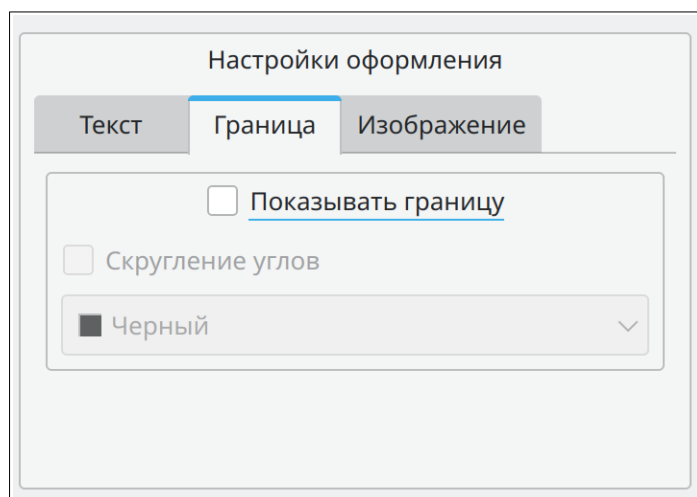 Настройки оформления
Текст Граница Изображение
Показывать границу
Скругление углов
Черный